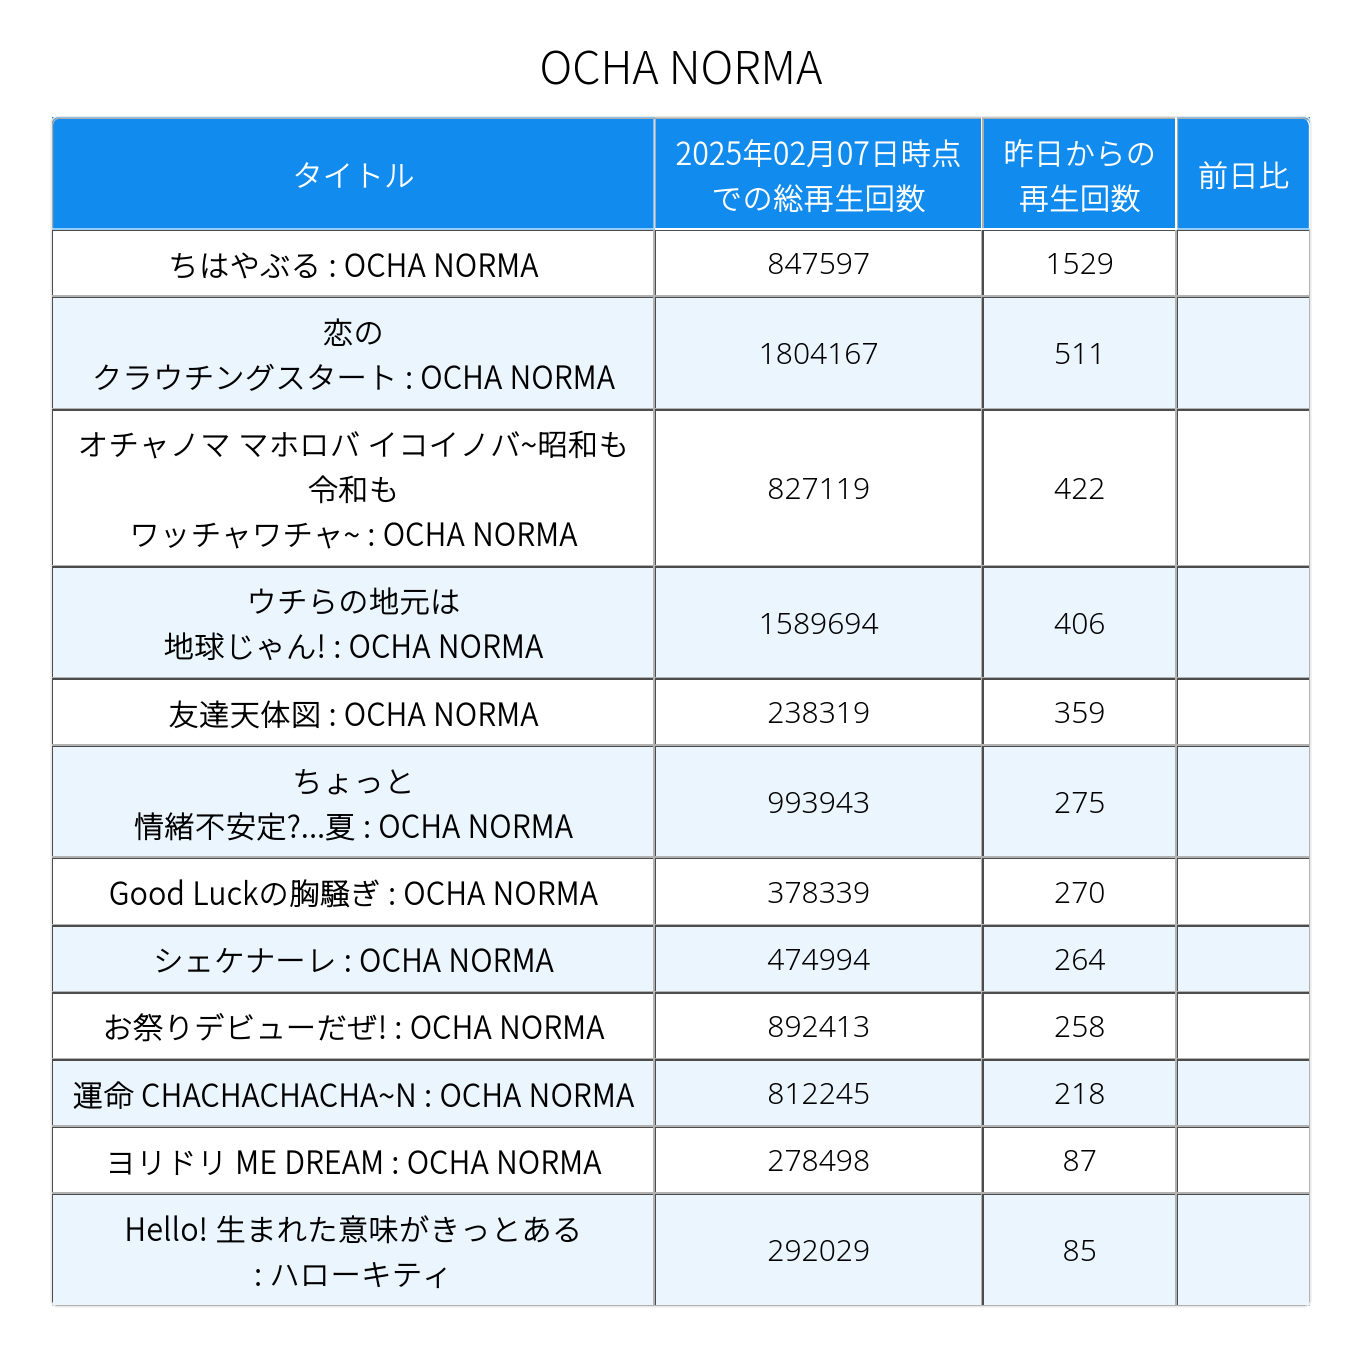 OCHA NORMA
タイトル
2025年02月07日時点
での総再生回数
昨日からの
再生回数
前日比
ちはやぶる : OCHA NORMA
847597
1529
恋の
クラウチングスタート : OCHA NORMA
1804167
511
オチャノマ マホロバ イコイノバ~昭和も
令和も
ワッチャワチャ~ : OCHA NORMA
827119
422
ウチらの地元は
地球じゃん! : OCHA NORMA
1589694
406
友達天体図 : OCHA NORMA
238319
359
ちょっと
情緒不安定?...夏 : OCHA NORMA
993943
275
Good Luckの胸騒ぎ : OCHA NORMA
378339
270
シェケナーレ : OCHA NORMA
474994
264
お祭りデビューだぜ! : OCHA NORMA
892413
258
運命 CHACHACHACHA~N : OCHA NORMA
812245
218
ヨリドリ ME DREAM : OCHA NORMA
278498
87
Hello! 生まれた意味がきっとある
: ハローキティ
292029
85